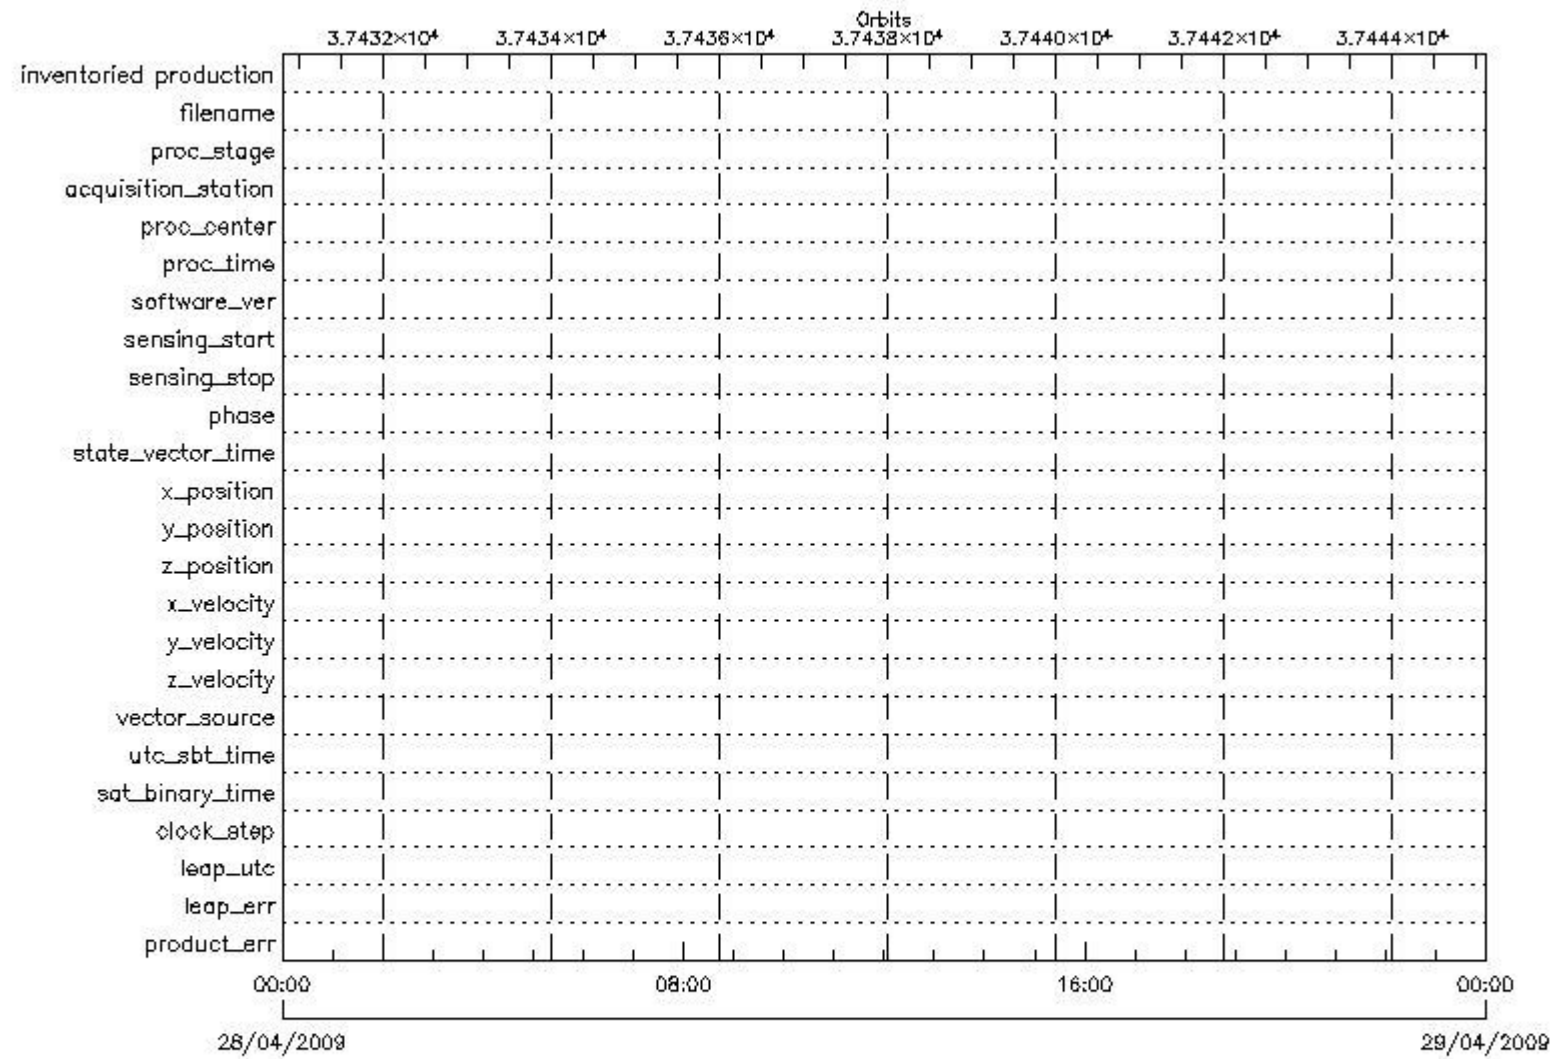 Orbits
3.7432×10⁴ 3.7434×10⁴ 3.7436×10⁴ 3.7438×10⁴ 3.7440×10⁴ 3.7442×10⁴ 3.7444×10⁴
inventoried production
filename
proc_stage
acquisition_station
proc_center
proc_time
software_ver
sensing_start
sensing_stop
phase
state_vector_time
x_position
y_position
z_position
x_velocity
y_velocity
z_velocity
vector_source
utc_sbt_time
sat_binary_time
clock_step
leap_utc
leap_err
product_err
00:00 08:00 16:00 00:00
28/04/2009 29/04/2009